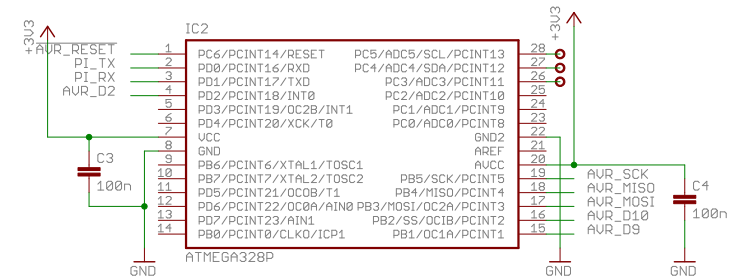 IC2
+3V3
+3V3
AVR_RESET 1 PC6/PCINT14/RESET PC5/ADC5/SCL/PCINT13 28
PI_TX 2 PD0/PCINT16/RXD PC4/ADC4/SDA/PCINT12 27
PI_RX 3 PD1/PCINT17/TXD PC3/ADC3/PCINT11 26
AVR_D2 4 PD2/PCINT18/INT0 PC2/ADC2/PCINT10 25
5 PD3/PCINT19/OC2B/INT1 PC1/ADC1/PCINT9 24
6 PD4/PCINT20/XCK/T0 PC0/ADC0/PCINT8 23
7 VCC GND2 22
8 GND AREF 21
9 PB6/PCINT6/XTAL1/TOSC1 AVCC 20
10 PB7/PCINT7/XTAL2/TOSC2 PB5/SCK/PCINT5 19 AVR_SCK
11 PD5/PCINT21/OC0B/T1 PB4/MISO/PCINT4 18 AVR_MISO
12 PD6/PCINT22/OC0A/AIN0 PB3/MOSI/OC2A/PCINT3 17 AVR_MOSI
13 PD7/PCINT23/AIN1 PB2/SS/OCIB/PCINT2 16 AVR_D10
14 PB0/PCINT0/CLKO/ICP1 PB1/OC1A/PCINT1 15 AVR_D9
C3
100n
C4
100n
ATMEGA328P
GND
GND
GND